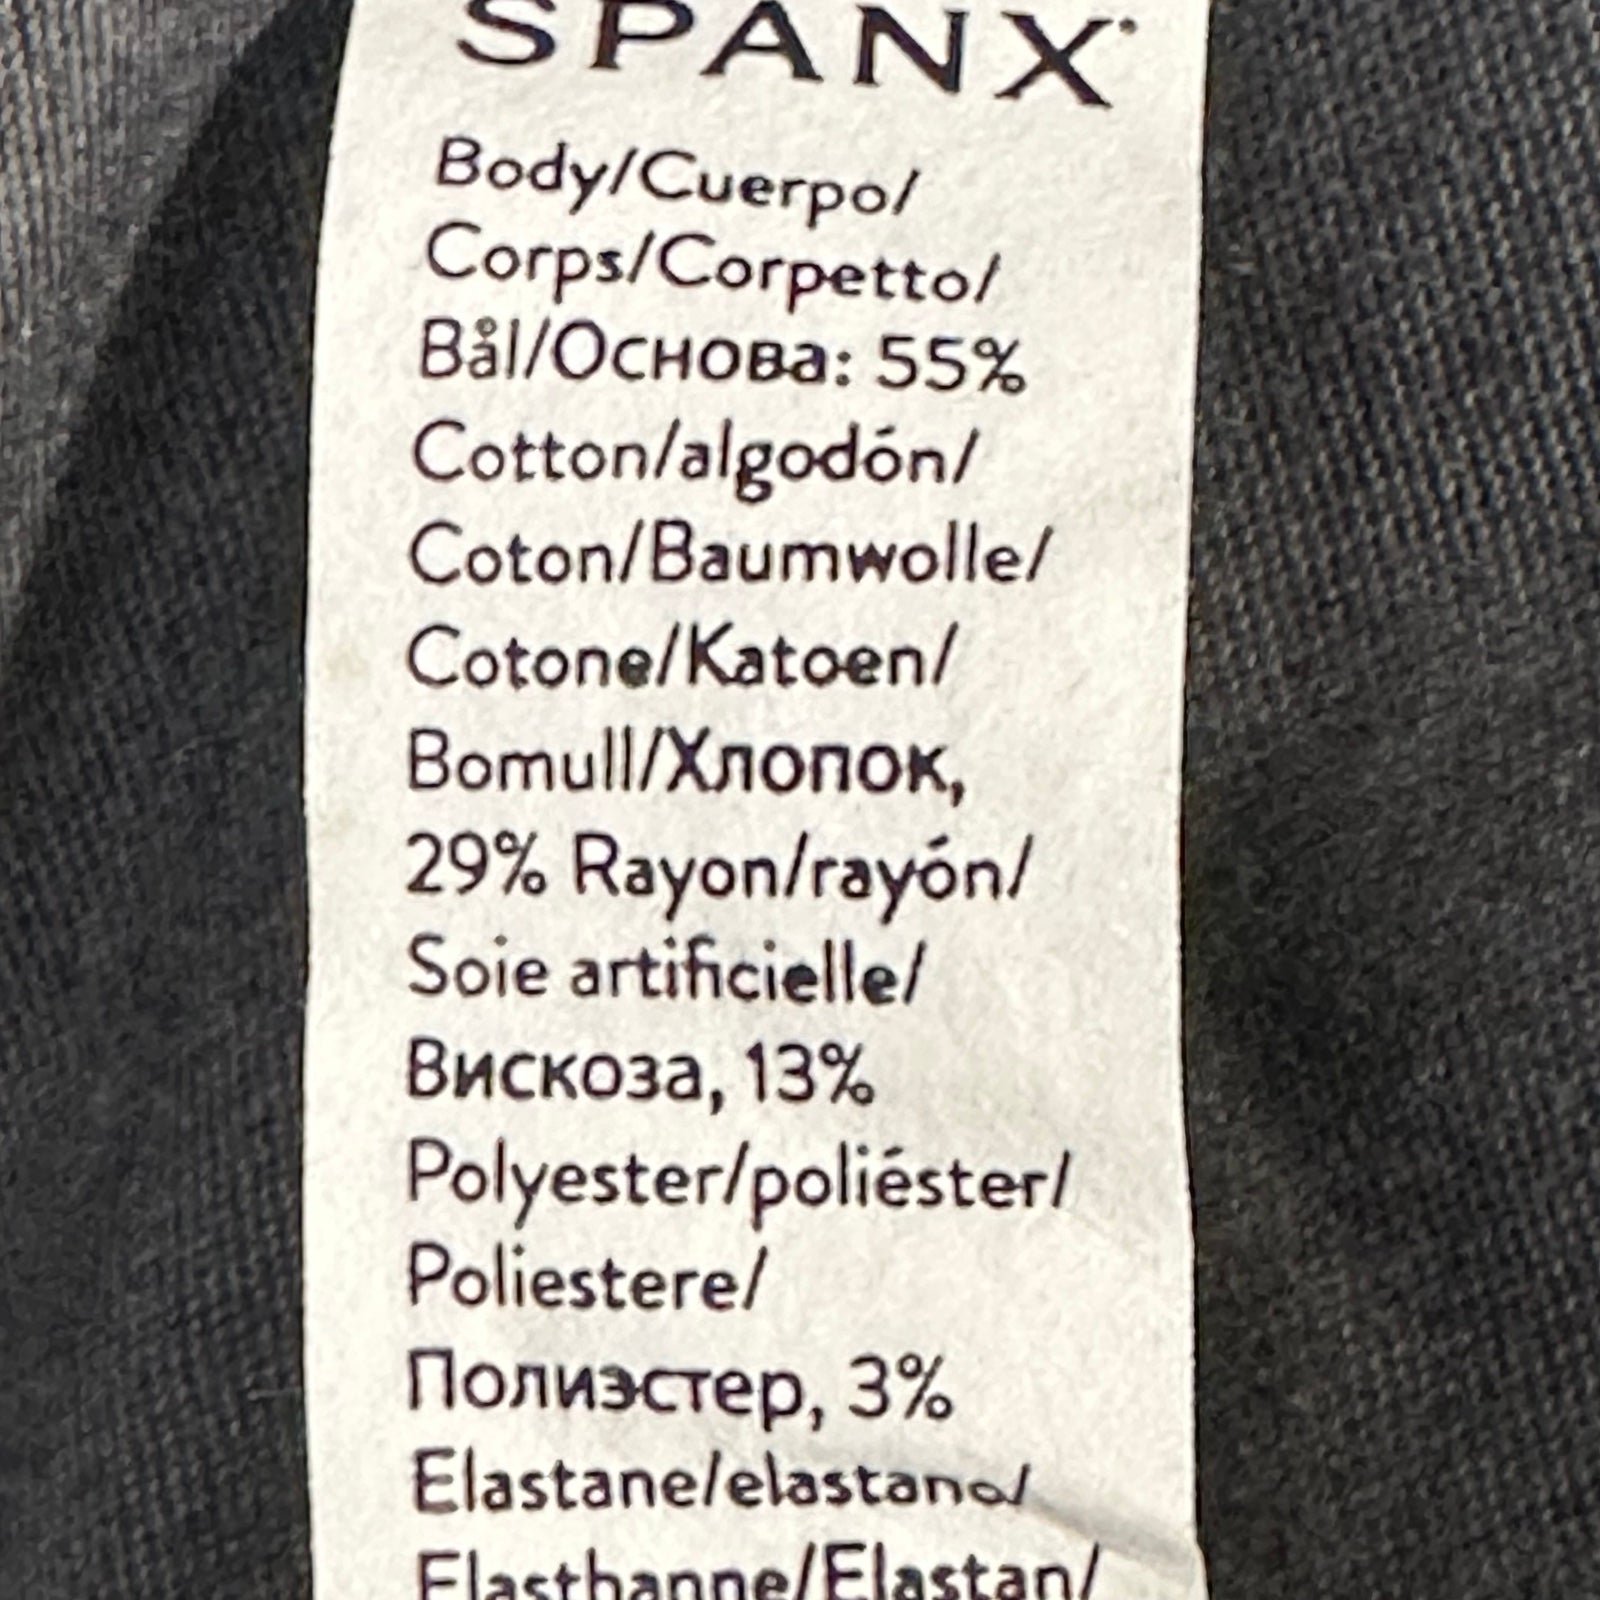 SPANX
Body/Cuerpo/
Corps/Corpetto/
Bål/Основа: 55%
Cotton/algodón/
Coton/Baumwolle/
Cotone/Katoen/
Bomull/Хлопок,
29% Rayon/rayón/
Soie artificielle/
Вискоза, 13%
Polyester/poliéster/
Poliestere/
Полиэстер, 3%
Elastane/elastano/
Elasthanne/Elastan/